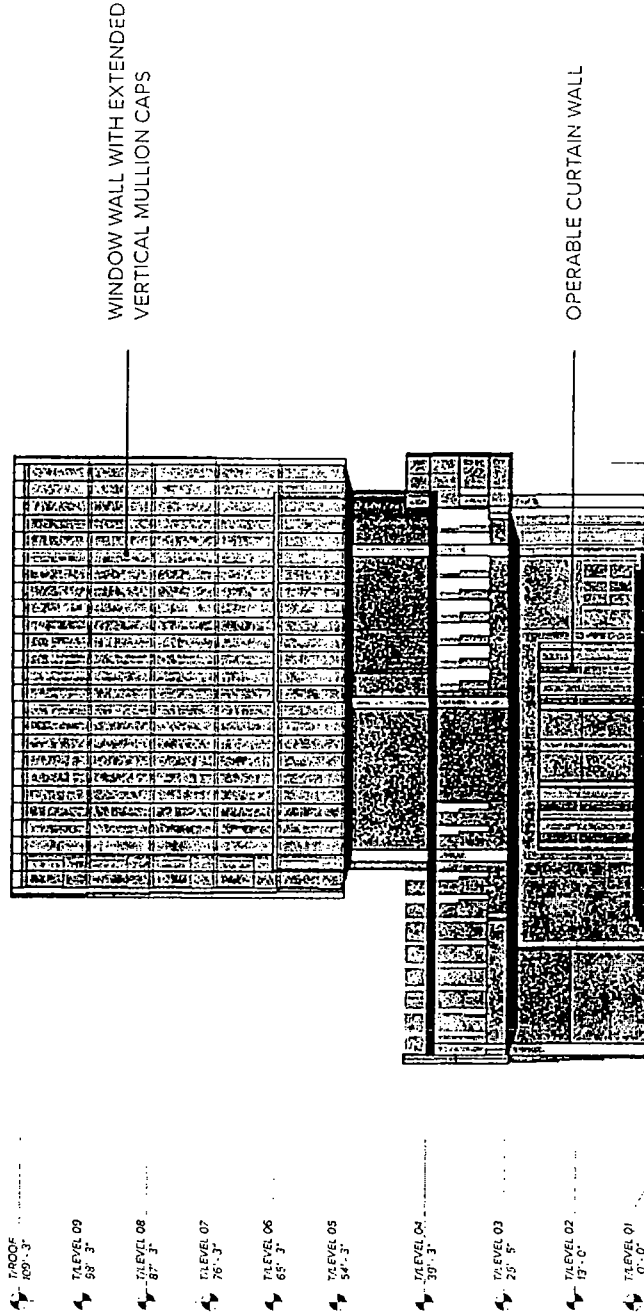 T/ROOF
109'-3"
T/LEVEL 09
98' 3"
T/LEVEL 08
87' 3"
T/LEVEL 07
76'-3"
T/LEVEL 06
65' 3"
T/LEVEL 05
54'-3"
T/LEVEL 04
39'-3"
T/LEVEL 03
25' 5"
T/LEVEL 02
13'-0"
T/LEVEL 01
0'-0"
WINDOW WALL WITH EXTENDED
VERTICAL MULLION CAPS
OPERABLE CURTAIN WALL